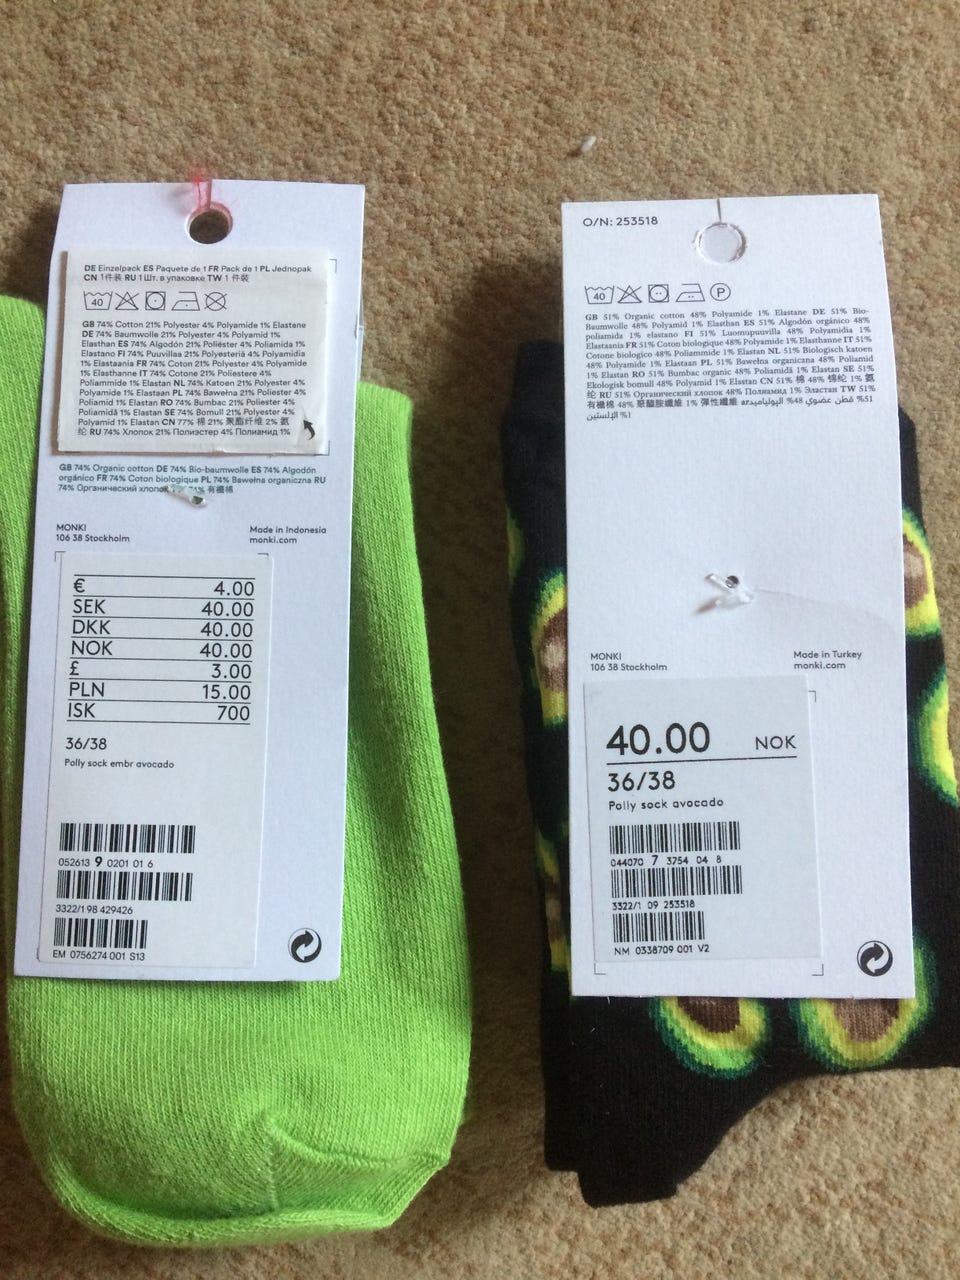 DE Einzelpack ES Paquete de 1 FR Pack de 1 PL Jednopak
CN 1件装 RU 1 Шт. в упаковке TW 1 件裝
40
GB 74% Cotton 21% Polyester 4% Polyamide 1% Elastane
DE 74% Baumwolle 21% Polyester 4% Polyamid 1%
Elasthan ES 74% Algodón 21% Poliéster 4% Poliamida 1%
Elastano FI 74% Puuvillaa 21% Polyesteriä 4% Polyamidia
1% Elastaania FR 74% Coton 21% Polyester 4% Polyamide
1% Elasthanne IT 74% Cotone 21% Poliestere 4%
Poliammide 1% Elastan NL 74% Katoen 21% Polyester 4%
Polyamide 1% Elastaan PL 74% Bawełna 21% Poliester 4%
Poliamid 1% Elastan RO 74% Bumbac 21% Poliester 4%
Poliamidă 1% Elastan SE 74% Bomull 21% Polyester 4%
Polyamid 1% Elastan CN 77% 棉 21% 聚酯纤维 2% 氨
纶 RU 74% Хлопок 21% Полиэстер 4% Полиамид 1%
GB 74% Organic cotton DE 74% Bio-baumwolle ES 74% Algodón
orgánico FR 74% Coton biologique PL 74% Bawełna organiczna RU
74% Органический хлопок 74% 有機棉
MONKI
106 38 Stockholm
Made in Indonesia
monki.com
€ 4.00
SEK 40.00
DKK 40.00
NOK 40.00
£ 3.00
PLN 15.00
ISK 700
36/38
Polly sock embr avocado
052613 9 0201 01 6
3322/1 98 429426
EM 0756274 001 S13
O/N: 253518
40 P
GB 51% Organic cotton 48% Polyamide 1% Elastane DE 51% Bio-
Baumwolle 48% Polyamid 1% Elasthan ES 51% Algodón orgánico 48%
poliamida 1% elastano FI 51% Luomupuuvilla 48% Polyamidia 1%
Elastaania FR 51% Coton biologique 48% Polyamide 1% Elasthanne IT 51%
Cotone biologico 48% Poliammide 1% Elastan NL 51% Biologisch katoen
48% Polyamide 1% Elastaan PL 51% Bawełna organiczna 48% Poliamid
1% Elastan RO 51% Bumbac organic 48% Poliamidă 1% Elastan SE 51%
Ekologisk bomull 48% Polyamid 1% Elastan CN 51% 棉 48% 锦纶 1% 氨
纶 RU 51% Органический хлопок 48% Полиамид 1% Эластан TW 51%
有機棉 48% 聚醯胺纖維 1% 彈性纖維 ar 51% قطن عضوي 48% البولياميد
1% الإلستين
MONKI
106 38 Stockholm
Made in Turkey
monki.com
40.00 NOK
36/38
Polly sock avocado
044070 7 3754 04 8
3322/1 09 253518
NM 0338709 001 V2